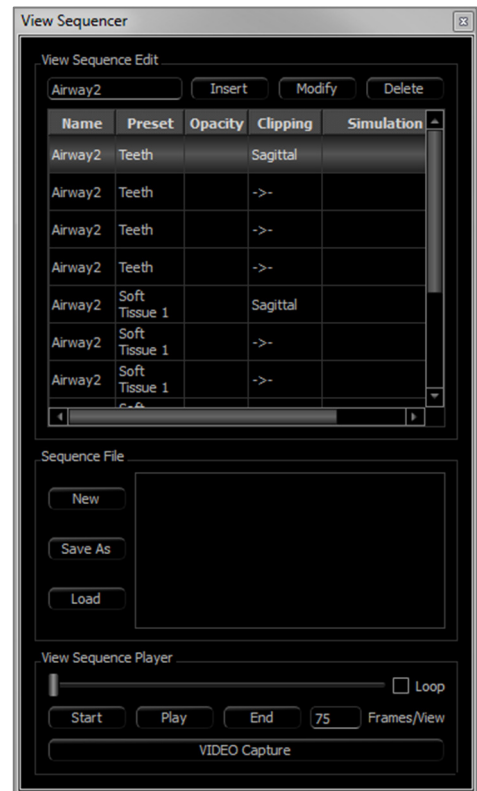 View Sequencer
View Sequence Edit
Airway2 Insert Modify Delete
Name Preset Opacity Clipping Simulation
Airway2 Teeth Sagittal
Airway2 Teeth ->-
Airway2 Teeth ->-
Airway2 Teeth ->-
Airway2 Soft Tissue 1 Sagittal
Airway2 Soft Tissue 1 ->-
Airway2 Soft Tissue 1 ->-
Sequence File
New
Save As
Load
View Sequence Player
Loop
Start Play End 75 Frames/View
VIDEO Capture